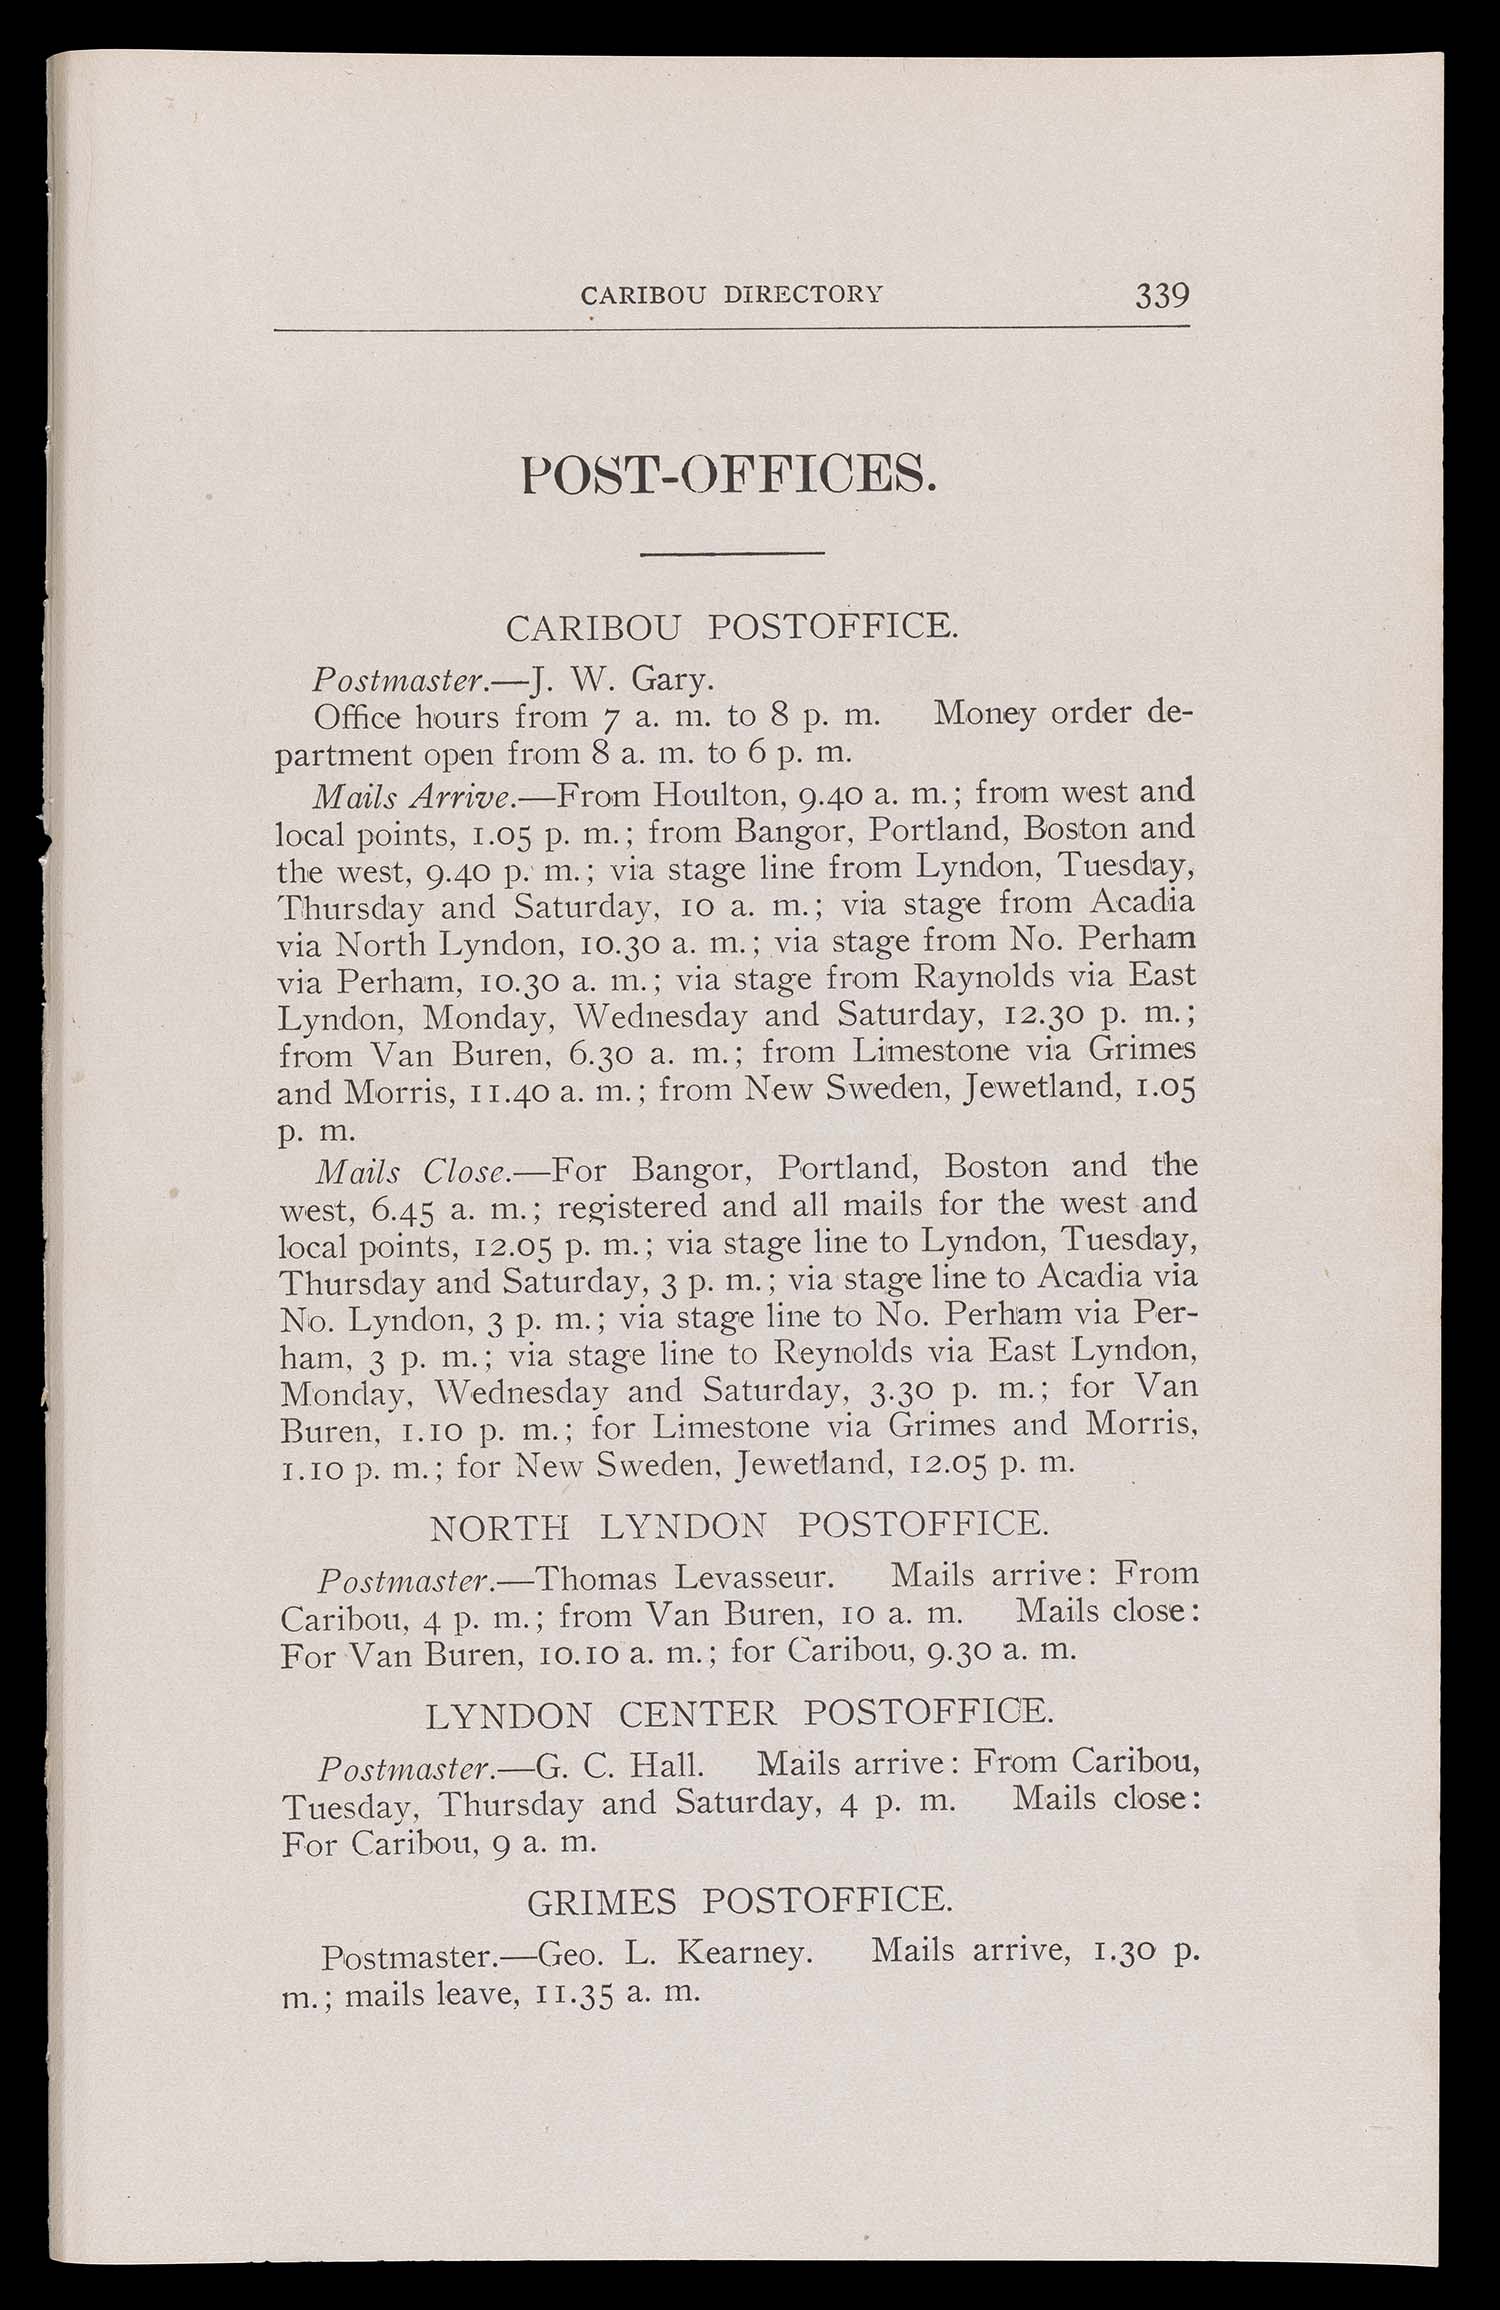 CARIBOU DIRECTORY 339
POST-OFFICES.
CARIBOU POSTOFFICE.
Postmaster.—J. W. Gary.
Office hours from 7 a. m. to 8 p. m. Money order de-
partment open from 8 a. m. to 6 p. m.
Mails Arrive.—From Houlton, 9.40 a. m.; from west and
local points, 1.05 p. m.; from Bangor, Portland, Boston and
the west, 9.40 p. m.; via stage line from Lyndon, Tuesday,
Thursday and Saturday, 10 a. m.; via stage from Acadia
via North Lyndon, 10.30 a. m.; via stage from No. Perham
via Perham, 10.30 a. m.; via stage from Raynolds via East
Lyndon, Monday, Wednesday and Saturday, 12.30 p. m.;
from Van Buren, 6.30 a. m.; from Limestone via Grimes
and Morris, 11.40 a. m.; from New Sweden, Jewetland, 1.05
p. m.
Mails Close.—For Bangor, Portland, Boston and the
west, 6.45 a. m.; registered and all mails for the west and
local points, 12.05 p. m.; via stage line to Lyndon, Tuesday,
Thursday and Saturday, 3 p. m.; via stage line to Acadia via
No. Lyndon, 3 p. m.; via stage line to No. Perham via Per-
ham, 3 p. m.; via stage line to Reynolds via East Lyndon,
Monday, Wednesday and Saturday, 3.30 p. m.; for Van
Buren, 1.10 p. m.; for Limestone via Grimes and Morris,
1.10 p. m.; for New Sweden, Jewetland, 12.05 p. m.
NORTH LYNDON POSTOFFICE.
Postmaster.—Thomas Levasseur. Mails arrive: From
Caribou, 4 p. m.; from Van Buren, 10 a. m. Mails close:
For Van Buren, 10.10 a. m.; for Caribou, 9.30 a. m.
LYNDON CENTER POSTOFFICE.
Postmaster.—G. C. Hall. Mails arrive: From Caribou,
Tuesday, Thursday and Saturday, 4 p. m. Mails close:
For Caribou, 9 a. m.
GRIMES POSTOFFICE.
Postmaster.—Geo. L. Kearney. Mails arrive, 1.30 p.
m.; mails leave, 11.35 a. m.